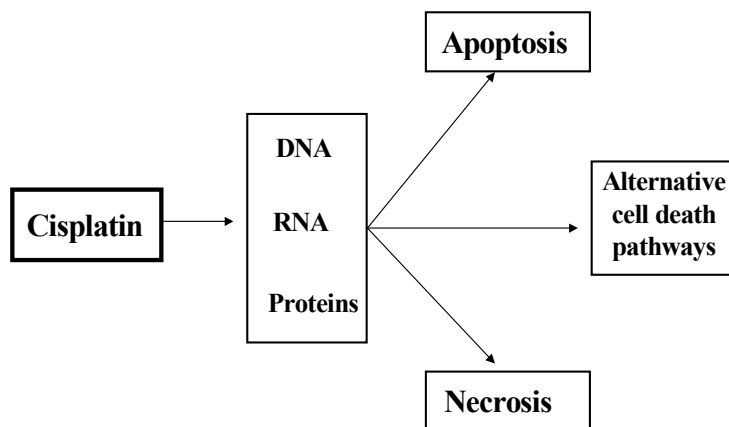 Apoptosis
DNA
RNA
Proteins
Cisplatin
Alternative
cell death
pathways
Necrosis